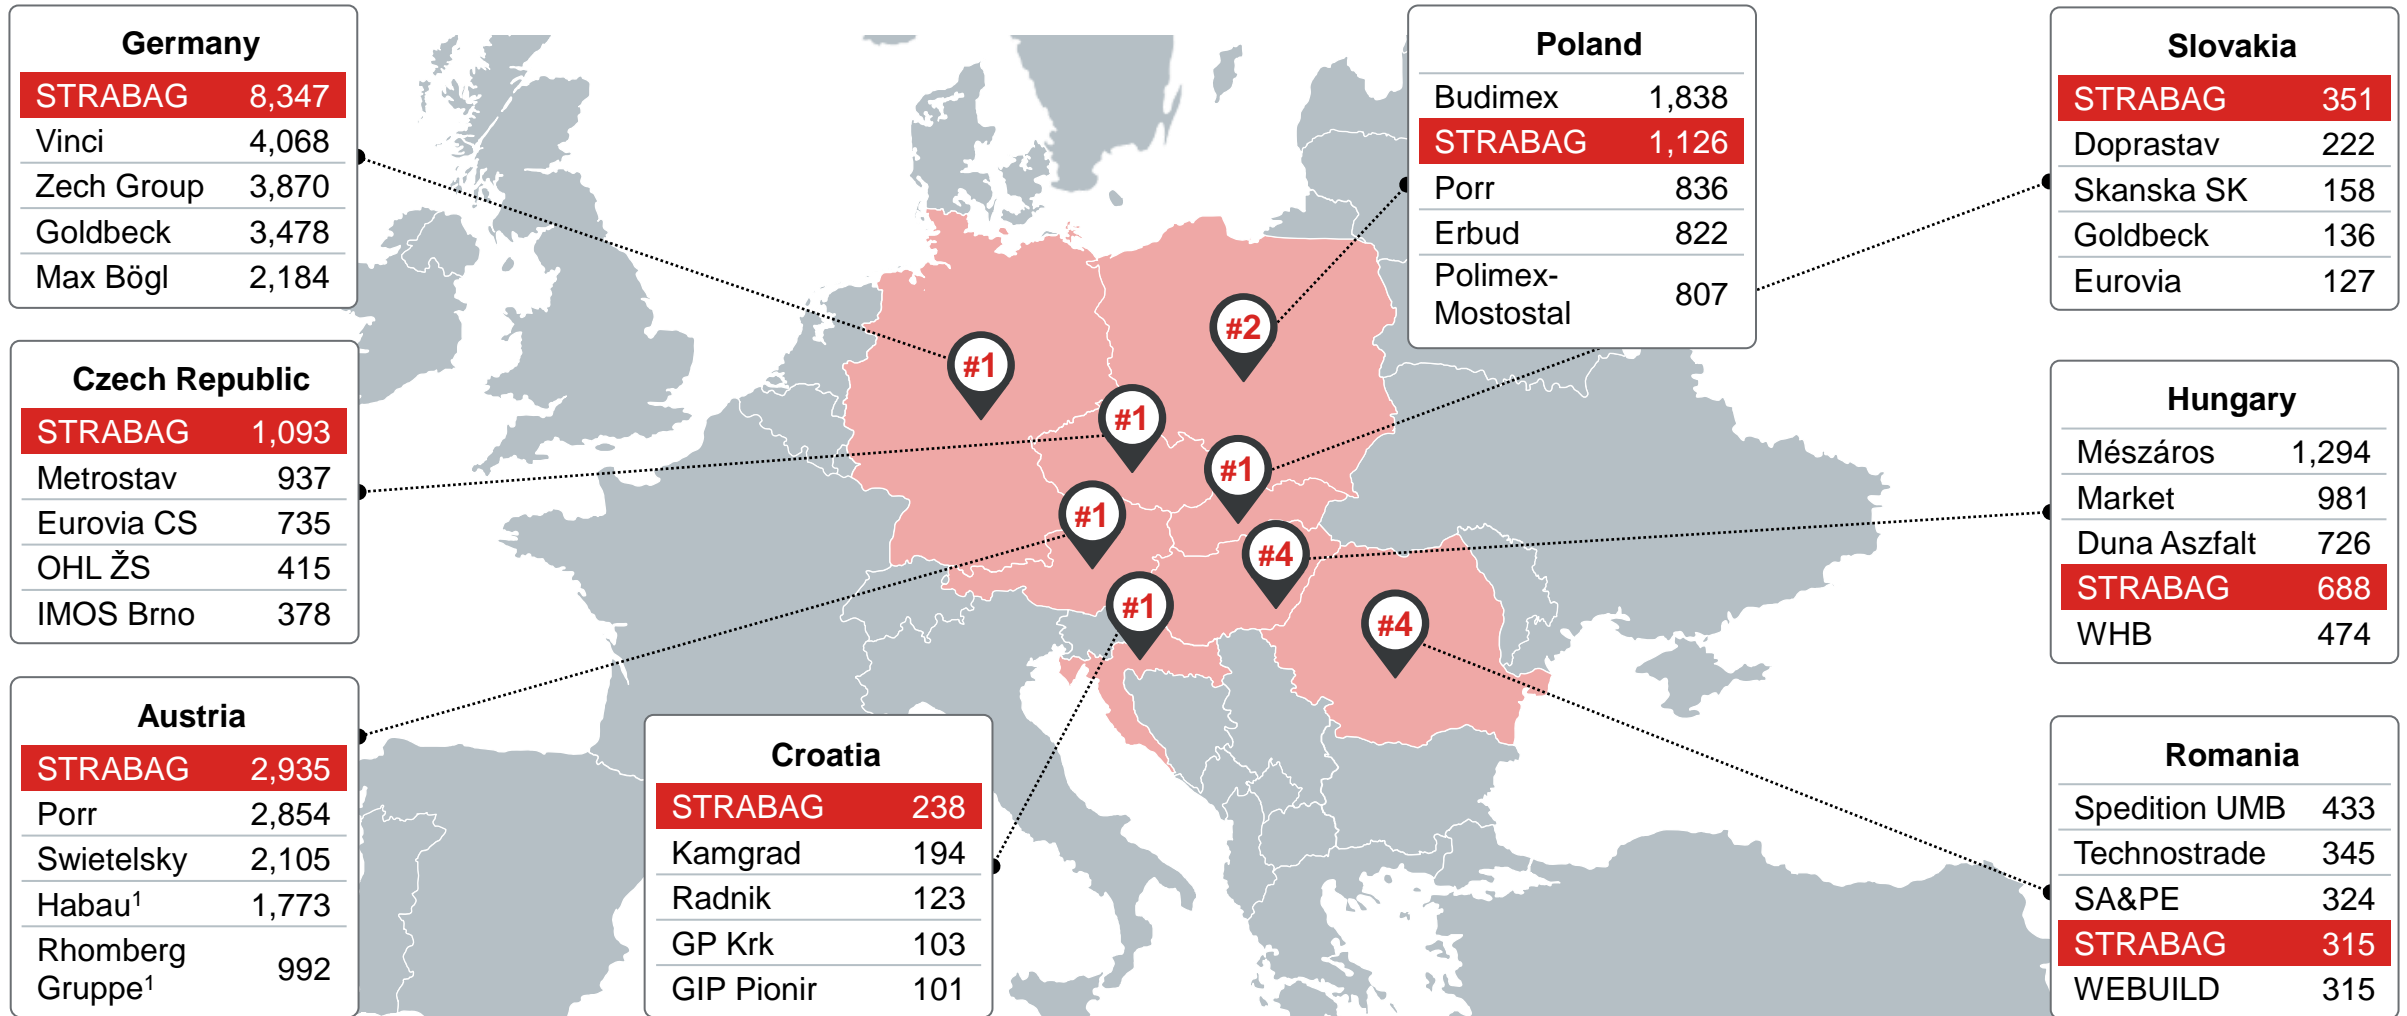 Germany
STRABAG 8,347
Vinci 4,068
Zech Group 3,870
Goldbeck 3,478
Max Bögl 2,184
Czech Republic
STRABAG 1,093
Metrostav 937
Eurovia CS 735
OHL ŽS 415
IMOS Brno 378
Austria
STRABAG 2,935
Porr 2,854
Swietelsky 2,105
Habau¹ 1,773
Rhomberg
Gruppe¹ 992
Croatia
STRABAG 238
Kamgrad 194
Radnik 123
GP Krk 103
GIP Pionir 101
Poland
Budimex 1,838
STRABAG 1,126
Porr 836
Erbud 822
Polimex-
Mostostal 807
Slovakia
STRABAG 351
Doprastav 222
Skanska SK 158
Goldbeck 136
Eurovia 127
Hungary
Mészáros 1,294
Market 981
Duna Aszfalt 726
STRABAG 688
WHB 474
Romania
Spedition UMB 433
Technostrade 345
SA&PE 324
STRABAG 315
WEBUILD 315
#2
#1
#1
#1
#1
#4
#1
#4